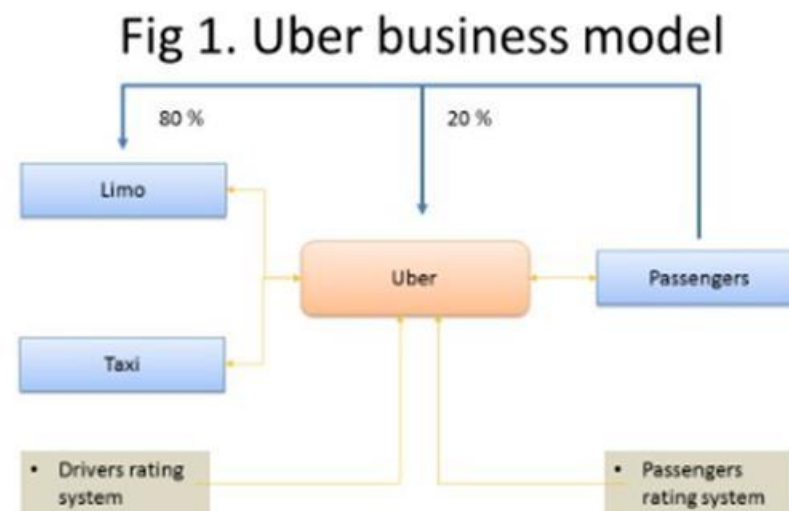 Fig 1. Uber business model
80 %
20 %
Limo
Uber
Passengers
Taxi
• Drivers rating
system
• Passengers
rating system